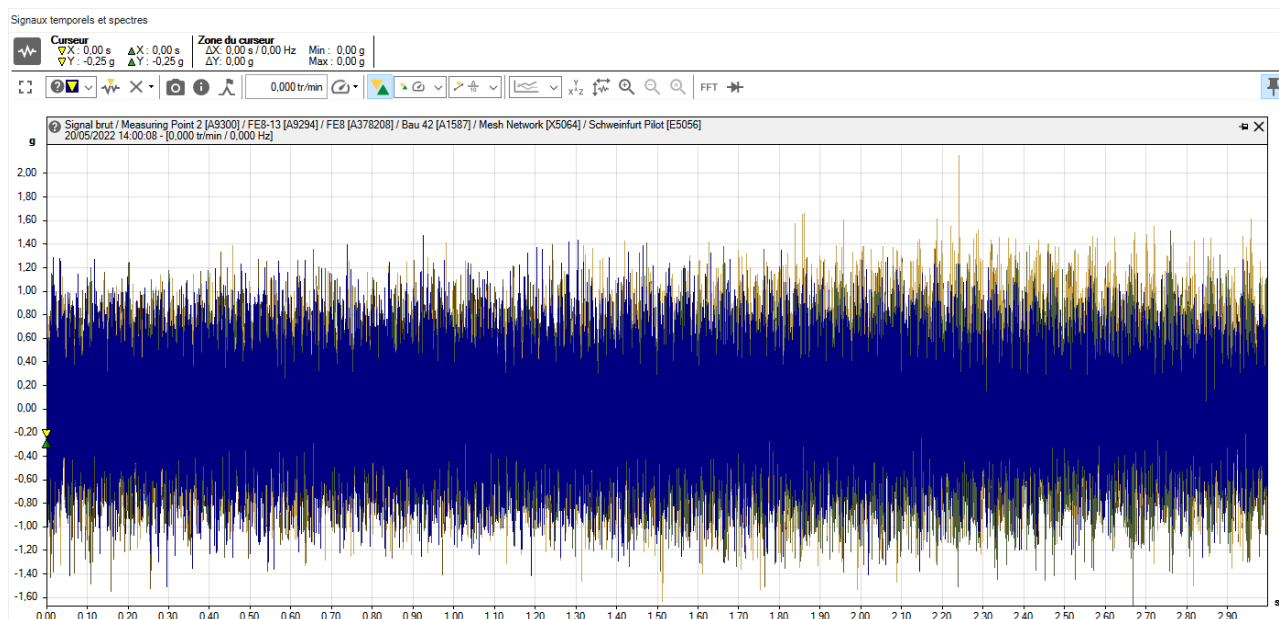 Signaux temporels et spectres
Curseur
X : 0,00 s X : 0,00 s
Y : -0,25 g Y : -0,25 g
Zone du curseur
ΔX: 0,00 s / 0,00 Hz Min : 0,00 g
ΔY: 0,00 g Max : 0,00 g
0,000 tr/min FFT
Signal brut / Measuring Point 2 [A9300] / FE8-13 [A9294] / FE8 [A378208] / Bau 42 [A1587] / Mesh Network [X5064] / Schweinfurt Pilot [E5056]
20/05/2022 14:00:08 - [0,000 tr/min / 0,000 Hz]
g
2,00
1,80
1,60
1,40
1,20
1,00
0,80
0,60
0,40
0,20
0,00
-0,20
-0,40
-0,60
-0,80
-1,00
-1,20
-1,40
-1,60
0.00 0.10 0.20 0.30 0.40 0.50 0.60 0.70 0.80 0.90 1.00 1.10 1.20 1.30 1.40 1.50 1.60 1.70 1.80 1.90 2.00 2.10 2.20 2.30 2.40 2.50 2.60 2.70 2.80 2.90 s